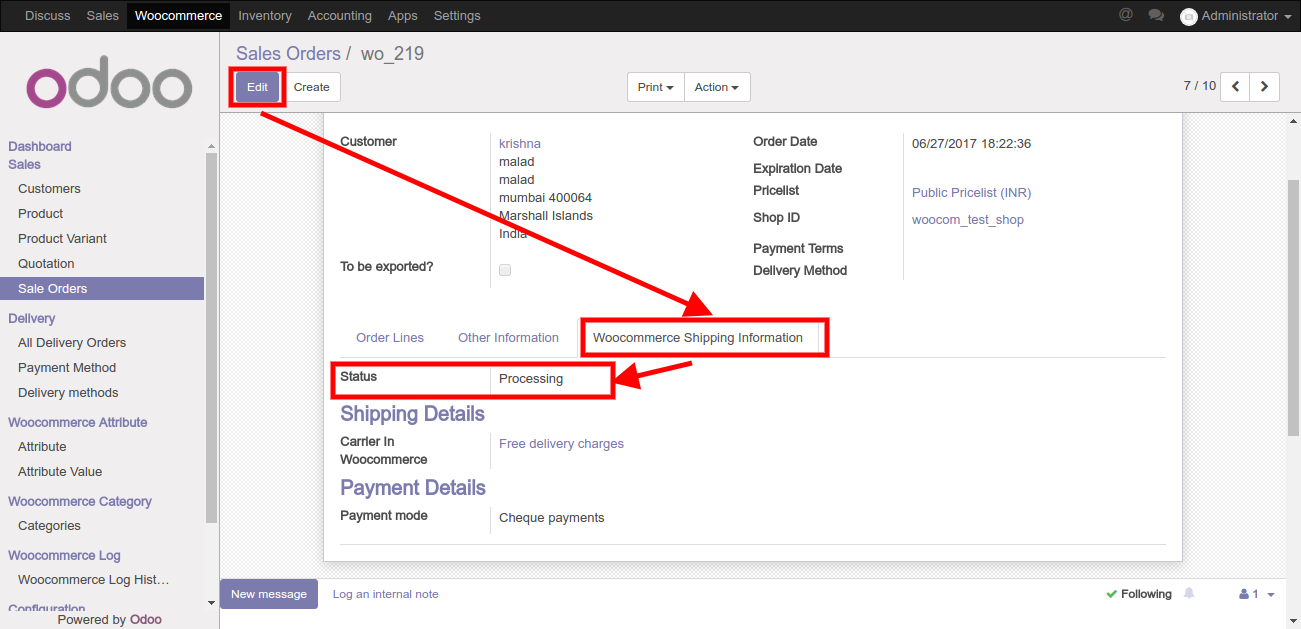 Discuss Sales Woocommerce Inventory Accounting Apps Settings @ Administrator
odoo
Dashboard
Sales
Customers
Product
Product Variant
Quotation
Sale Orders
Delivery
All Delivery Orders
Payment Method
Delivery methods
Woocommerce Attribute
Attribute
Attribute Value
Woocommerce Category
Categories
Woocommerce Log
Woocommerce Log Hist…
Configuration
Powered by Odoo
Sales Orders / wo_219
Edit Create Print Action 7 / 10
Customer
krishna
malad
malad
mumbai 400064
Marshall Islands
India
To be exported?
Order Date 06/27/2017 18:22:36
Expiration Date
Pricelist Public Pricelist (INR)
Shop ID woocom_test_shop
Payment Terms
Delivery Method
Order Lines Other Information Woocommerce Shipping Information
Status Processing
Shipping Details
Carrier In
Woocommerce
Free delivery charges
Payment Details
Payment mode Cheque payments
New message Log an internal note Following 1